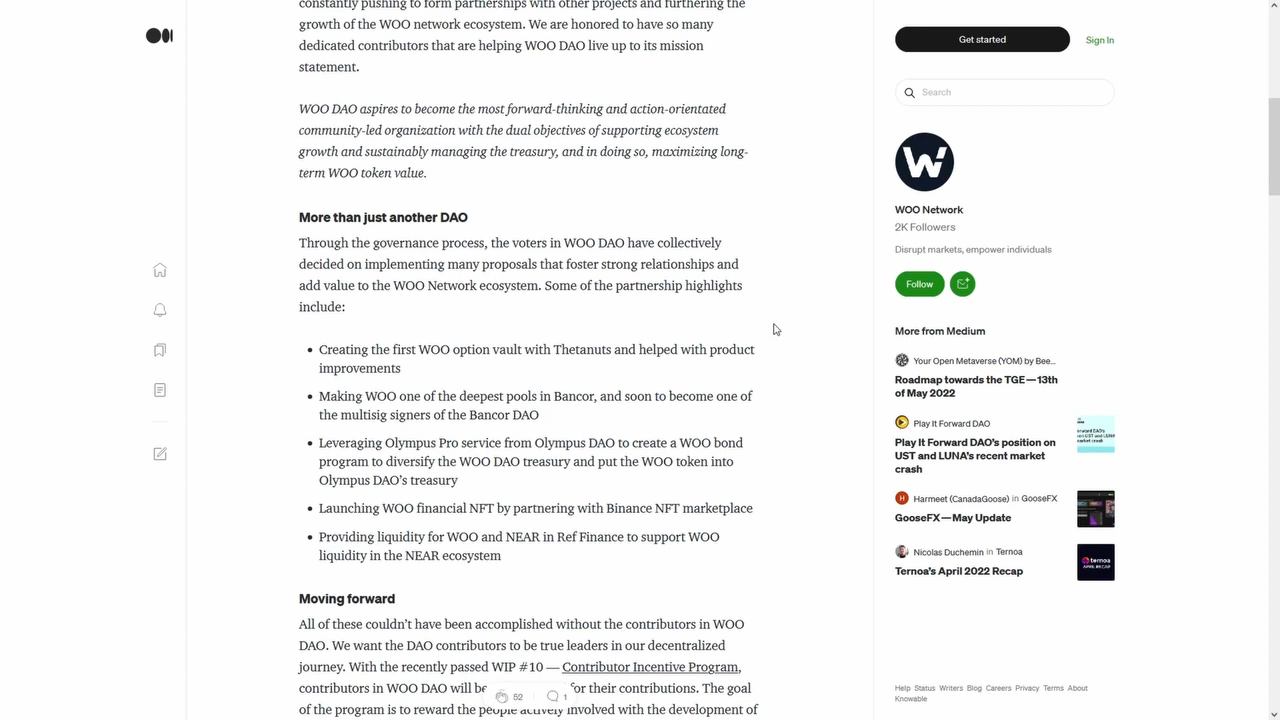 constantly pushing to form partnerships with other projects and furthering the
growth of the WOO network ecosystem. We are honored to have so many
dedicated contributors that are helping WOO DAO live up to its mission
statement.
WOO DAO aspires to become the most forward-thinking and action-orientated
community-led organization with the dual objectives of supporting ecosystem
growth and sustainably managing the treasury, and in doing so, maximizing long-
term WOO token value.
More than just another DAO
Through the governance process, the voters in WOO DAO have collectively
decided on implementing many proposals that foster strong relationships and
add value to the WOO Network ecosystem. Some of the partnership highlights
include:
• Creating the first WOO option vault with Thetanuts and helped with product
improvements
• Making WOO one of the deepest pools in Bancor, and soon to become one of
the multisig signers of the Bancor DAO
• Leveraging Olympus Pro service from Olympus DAO to create a WOO bond
program to diversify the WOO DAO treasury and put the WOO token into
Olympus DAO's treasury
• Launching WOO financial NFT by partnering with Binance NFT marketplace
• Providing liquidity for WOO and NEAR in Ref Finance to support WOO
liquidity in the NEAR ecosystem
Moving forward
All of these couldn't have been accomplished without the contributors in WOO
DAO. We want the DAO contributors to be true leaders in our decentralized
journey. With the recently passed WIP #10 — Contributor Incentive Program,
contributors in WOO DAO will be for their contributions. The goal
of the program is to reward the people actively involved with the development of
52
1
Get started
Sign In
Search
W
WOO Network
2K Followers
Disrupt markets, empower individuals
Follow
More from Medium
Your Open Metaverse (YOM) by Bee...
Roadmap towards the TGE — 13th
of May 2022
Play It Forward DAO
Play It Forward DAO's position on
UST and LUNA's recent market
crash
H Harmeet (CanadaGoose) in GooseFX
GooseFX — May Update
Nicolas Duchemin in Ternoa
Ternoa's April 2022 Recap
ternoa
APRIL RECAP
Help Status Writers Blog Careers Privacy Terms About
Knowable